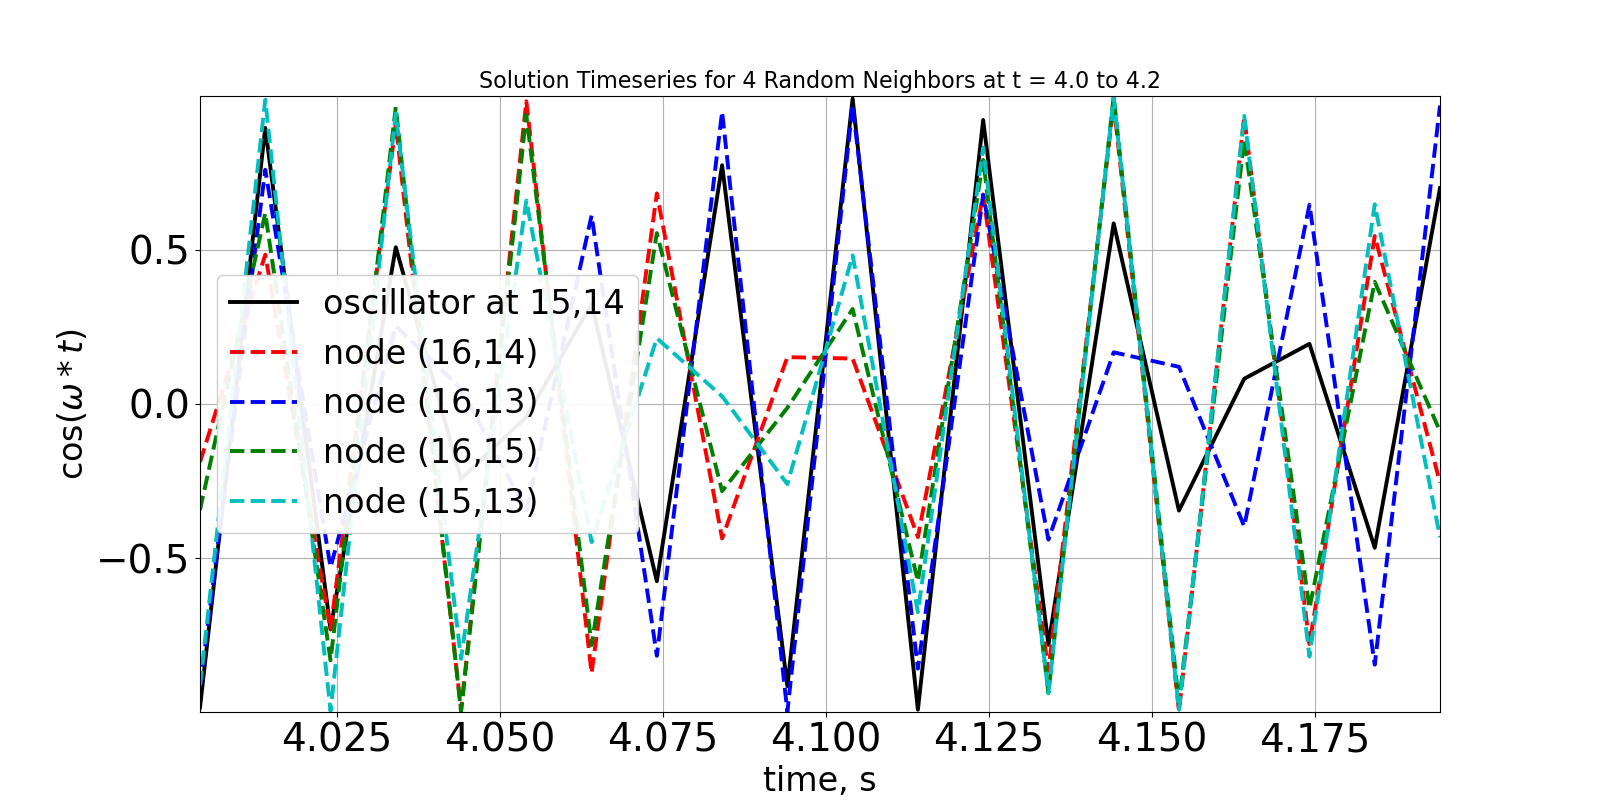 Solution Timeseries for 4 Random Neighbors at t = 4.0 to 4.2
cos(ω * t)
0.5
0.0
−0.5
oscillator at 15,14
node (16,14)
node (16,13)
node (16,15)
node (15,13)
4.025 4.050 4.075 4.100 4.125 4.150 4.175
time, s